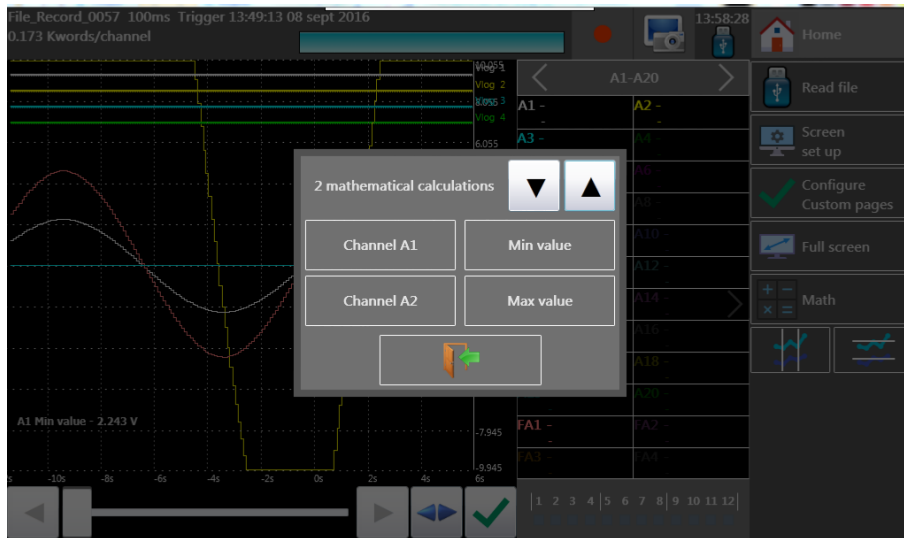 File_Record_0057 100ms Trigger 13:49:13 08 sept 2016
0.173 Kwords/channel
13:58:28
Home
Read file
Screen
set up
Configure
Custom pages
Full screen
Math
Vlog 1
Vlog 2
Vlog 3
Vlog 4
6.055
-7.945
-9.945
A1 Min value - 2.243 V
-10s -8s -6s -4s -2s 0s 2s 4s 6s
A1-A20
A1 - A2 -
A3 - A4 -
A6 -
A8 -
A10 -
A12 -
A14 -
A16 -
A18 -
A20 -
FA1 - FA2 -
FA3 - FA4 -
1 2 3 4 5 6 7 8 9 10 11 12
2 mathematical calculations
Channel A1 Min value
Channel A2 Max value